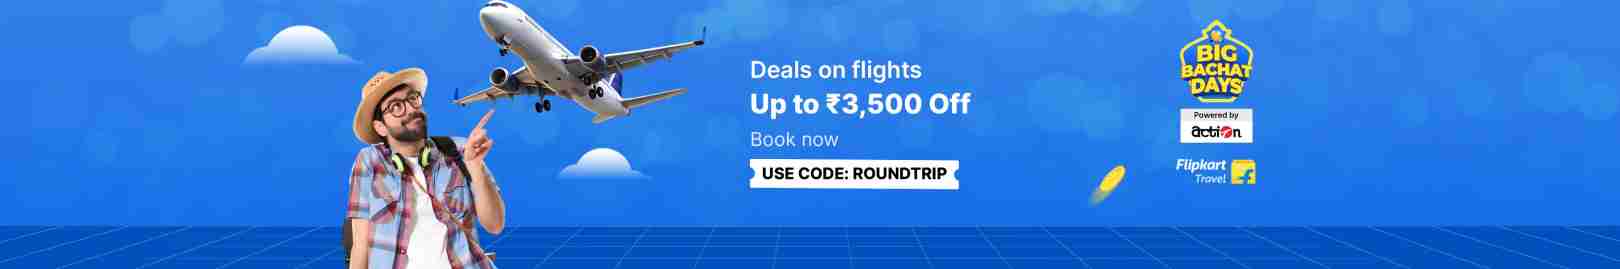 Deals on flights
Up to ₹3,500 Off
Book now
USE CODE: ROUNDTRIP
BIG
BACHAT
DAYS
Powered by
action
Flipkart
Travel